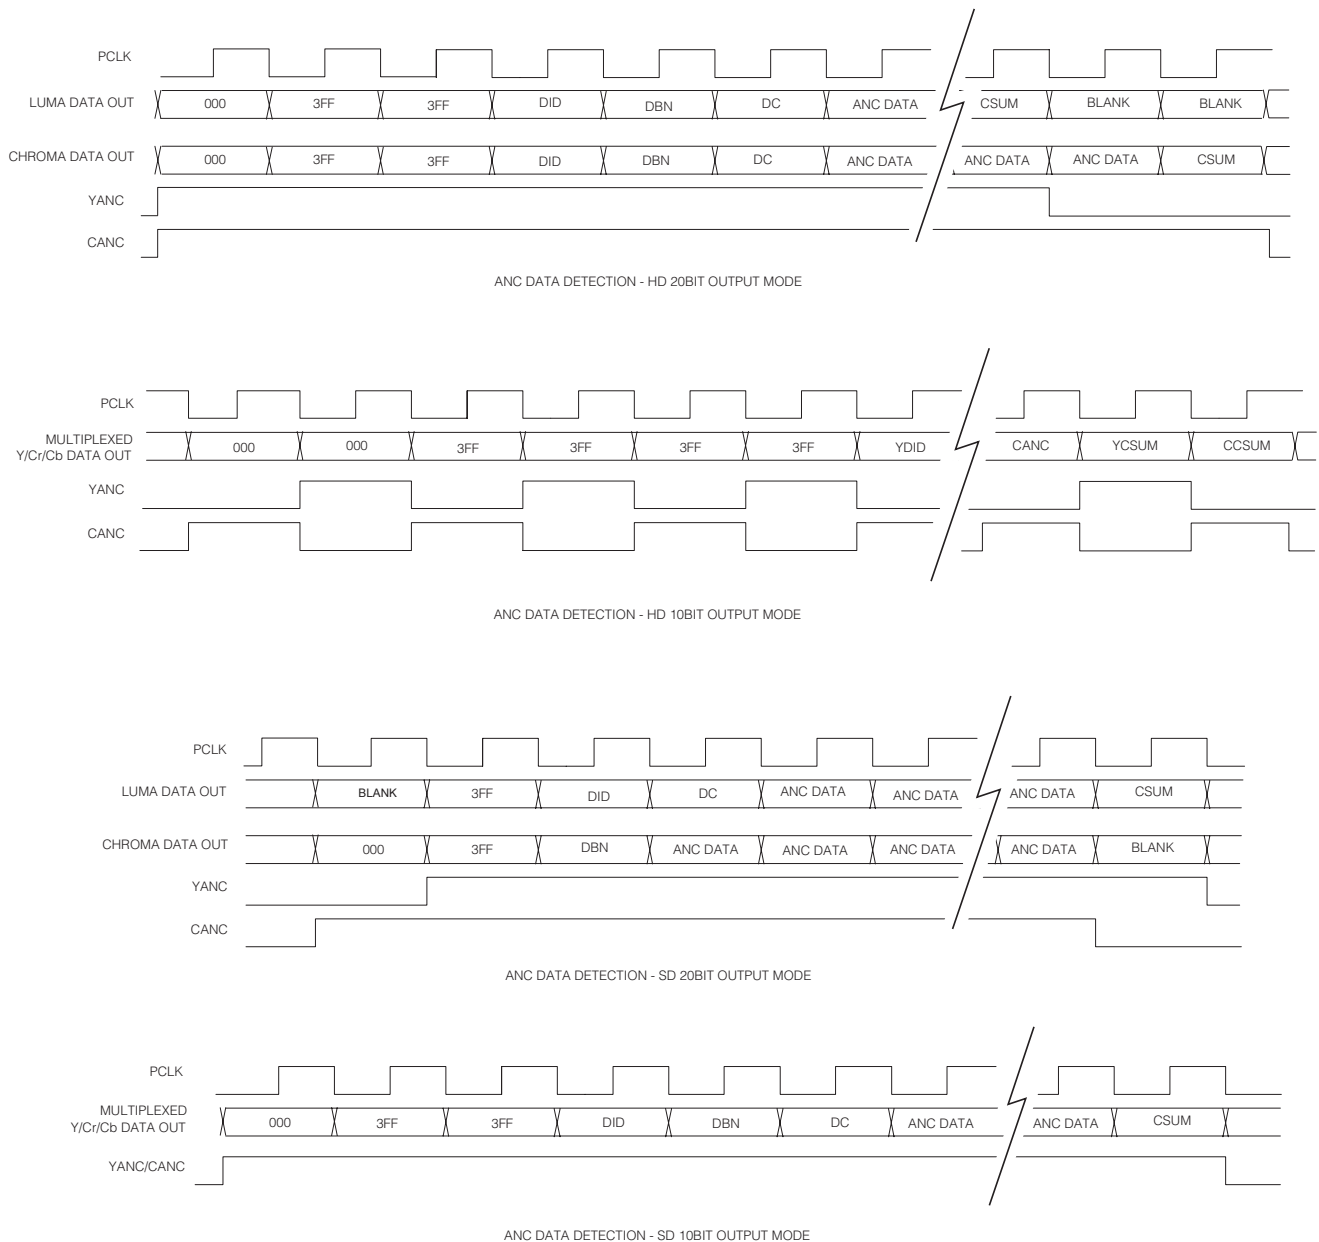 PCLK
LUMA DATA OUT 000 3FF 3FF DID DBN DC ANC DATA CSUM BLANK BLANK
CHROMA DATA OUT 000 3FF 3FF DID DBN DC ANC DATA ANC DATA ANC DATA CSUM
YANC
CANC
ANC DATA DETECTION - HD 20BIT OUTPUT MODE
PCLK
MULTIPLEXED
Y/Cr/Cb DATA OUT 000 000 3FF 3FF 3FF 3FF YDID CANC YCSUM CCSUM
YANC
CANC
ANC DATA DETECTION - HD 10BIT OUTPUT MODE
PCLK
LUMA DATA OUT BLANK 3FF DID DC ANC DATA ANC DATA ANC DATA CSUM
CHROMA DATA OUT 000 3FF DBN ANC DATA ANC DATA ANC DATA ANC DATA BLANK
YANC
CANC
ANC DATA DETECTION - SD 20BIT OUTPUT MODE
PCLK
MULTIPLEXED
Y/Cr/Cb DATA OUT 000 3FF 3FF DID DBN DC ANC DATA ANC DATA CSUM
YANC/CANC
ANC DATA DETECTION - SD 10BIT OUTPUT MODE